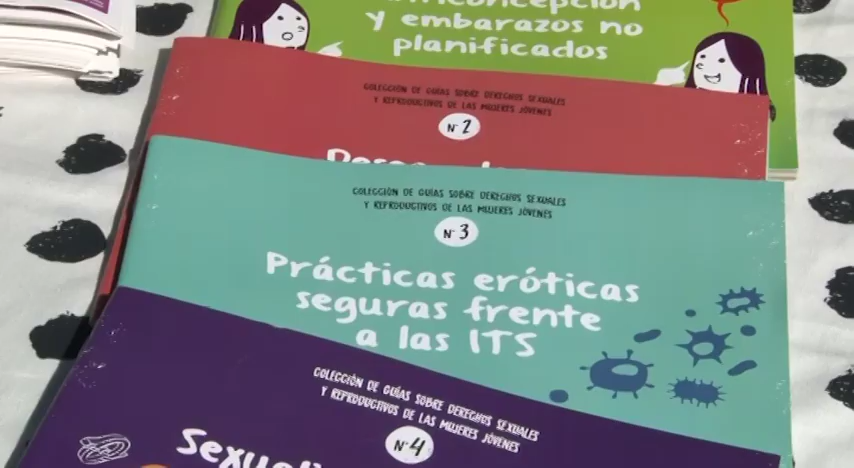 y embarazos no
planificados
COLECCIÓN DE GUÍAS SOBRE DERECHOS SEXUALES
Y REPRODUCTIVOS DE LAS MUJERES JÓVENES
Nº 2
COLECCIÓN DE GUÍAS SOBRE DERECHOS SEXUALES
Y REPRODUCTIVOS DE LAS MUJERES JÓVENES
Nº 3
Prácticas eróticas
seguras frente
a las ITS
COLECCIÓN DE GUÍAS SOBRE DERECHOS SEXUALES
Y REPRODUCTIVOS DE LAS MUJERES JÓVENES
Nº 4